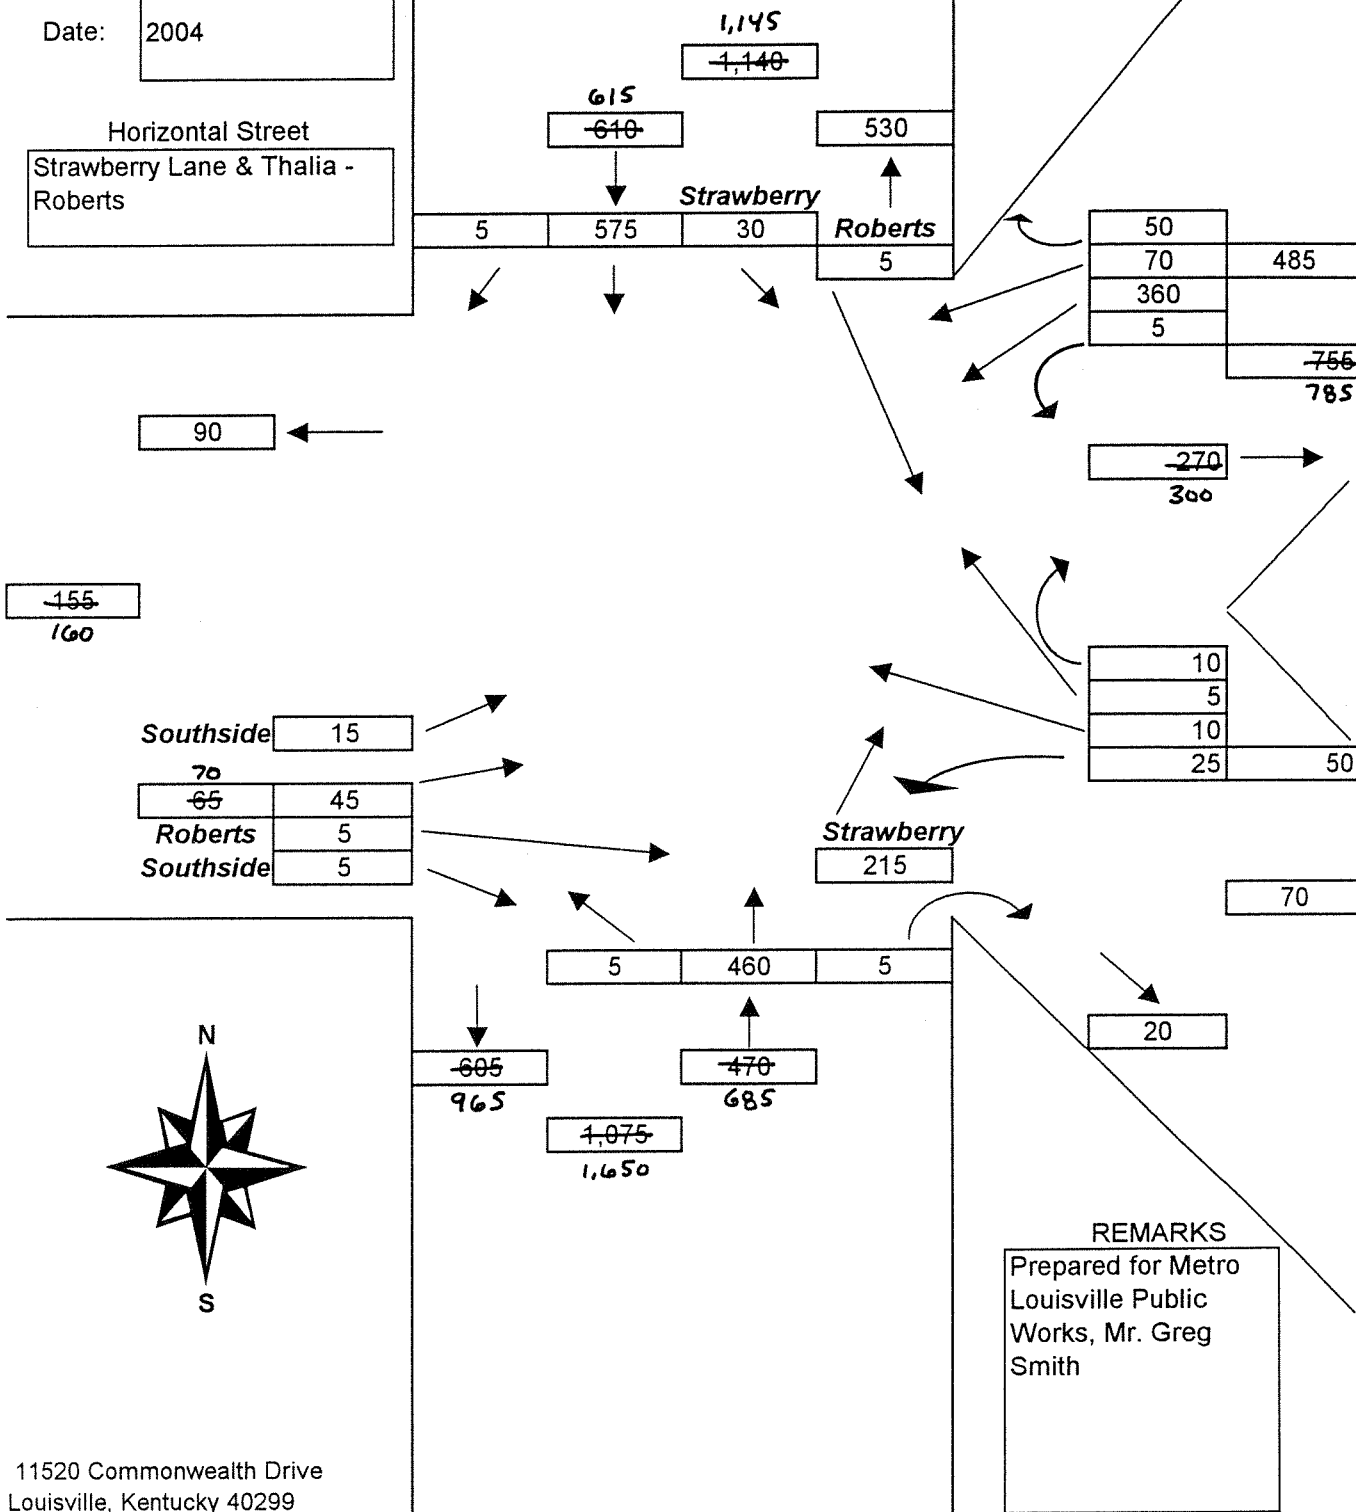 1,145
Date: 2004
1,140
615
610 530
Horizontal Street
Strawberry Lane & Thalia -
Roberts
Strawberry
5 575 30 Roberts 50
5 70 485
360
5
755
785
90
270
300
155
160
10
5
Southside 15 10
25 50
70
65 45
Roberts 5 Strawberry
Southside 5 215
70
5 460 5
20
N
605 470
965 685
1,075
1,650
S
REMARKS
Prepared for Metro
Louisville Public
Works, Mr. Greg
Smith
11520 Commonwealth Drive
Louisville, Kentucky 40299